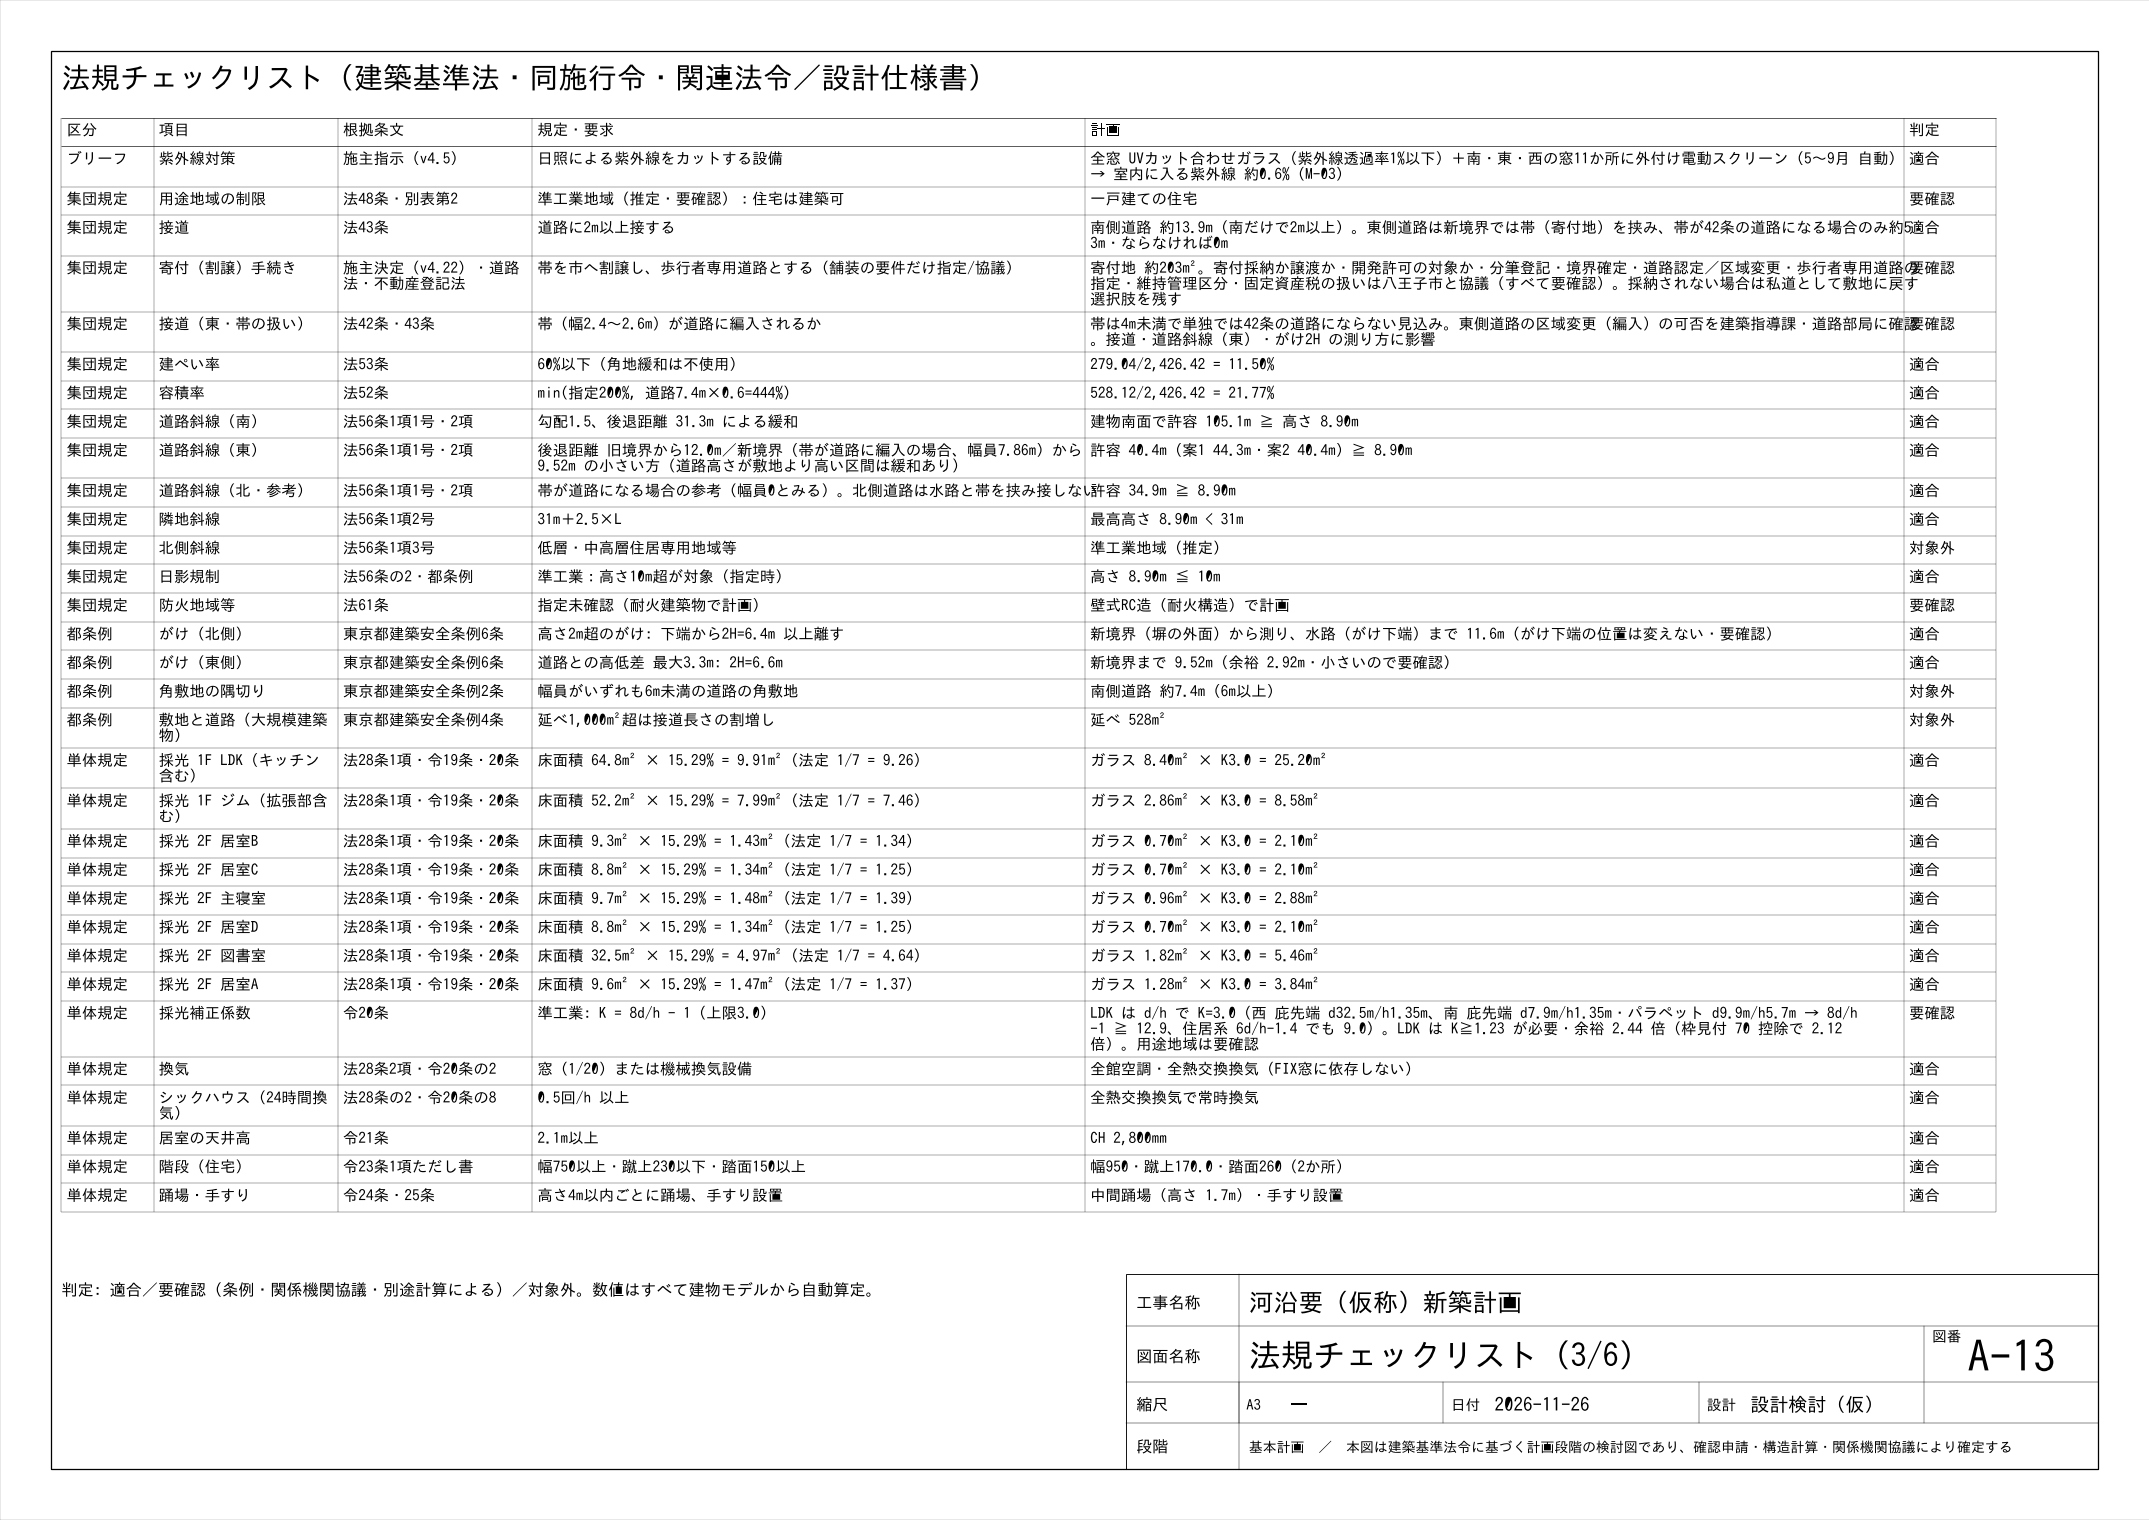 法規チェックリスト（建築基準法・同施行令・関連法令／設計仕様書）
区分 項目 根拠条文 規定・要求 計画 判定
ブリーフ 紫外線対策 施主指示（v4.5） 日照による紫外線をカットする設備 全窓 UVカット合わせガラス（紫外線透過率1%以下）＋南・東・西の窓11か所に外付け電動スクリーン（5～9月 自動） 適合
→ 室内に入る紫外線 約0.6%（M-03）
集団規定 用途地域の制限 法48条・別表第2 準工業地域（推定・要確認）：住宅は建築可 一戸建ての住宅 要確認
集団規定 接道 法43条 道路に2m以上接する 南側道路 約13.9m（南だけで2m以上）。東側道路は新境界では帯（寄付地）を挟み、帯が42条の道路になる場合のみ約5 適合
3m・ならなければ0m
集団規定 寄付（割譲）手続き 施主決定（v4.22）・道路 帯を市へ割譲し、歩行者専用道路とする（舗装の要件だけ指定/協議） 寄付地 約203m²。寄付採納か譲渡か・開発許可の対象か・分筆登記・境界確定・道路認定／区域変更・歩行者専用道路の 要確認
法・不動産登記法 指定・維持管理区分・固定資産税の扱いは八王子市と協議（すべて要確認）。採納されない場合は私道として敷地に戻す
選択肢を残す
集団規定 接道（東・帯の扱い） 法42条・43条 帯（幅2.4～2.6m）が道路に編入されるか 帯は4m未満で単独では42条の道路にならない見込み。東側道路の区域変更（編入）の可否を建築指導課・道路部局に確認 要確認
。接道・道路斜線（東）・がけ2H の測り方に影響
集団規定 建ぺい率 法53条 60%以下（角地緩和は不使用） 279.04/2,426.42 = 11.50% 適合
集団規定 容積率 法52条 min(指定200%, 道路7.4m×0.6=444%) 528.12/2,426.42 = 21.77% 適合
集団規定 道路斜線（南） 法56条1項1号・2項 勾配1.5、後退距離 31.3m による緩和 建物南面で許容 105.1m ≧ 高さ 8.90m 適合
集団規定 道路斜線（東） 法56条1項1号・2項 後退距離 旧境界から12.0m／新境界（帯が道路に編入の場合、幅員7.86m）から 許容 40.4m（案1 44.3m・案2 40.4m）≧ 8.90m 適合
9.52m の小さい方（道路高さが敷地より高い区間は緩和あり）
集団規定 道路斜線（北・参考） 法56条1項1号・2項 帯が道路になる場合の参考（幅員0とみる）。北側道路は水路と帯を挟み接しない 許容 34.9m ≧ 8.90m 適合
集団規定 隣地斜線 法56条1項2号 31m＋2.5×L 最高高さ 8.90m < 31m 適合
集団規定 北側斜線 法56条1項3号 低層・中高層住居専用地域等 準工業地域（推定） 対象外
集団規定 日影規制 法56条の2・都条例 準工業：高さ10m超が対象（指定時） 高さ 8.90m ≦ 10m 適合
集団規定 防火地域等 法61条 指定未確認（耐火建築物で計画） 壁式RC造（耐火構造）で計画 要確認
都条例 がけ（北側） 東京都建築安全条例6条 高さ2m超のがけ: 下端から2H=6.4m 以上離す 新境界（塀の外面）から測り、水路（がけ下端）まで 11.6m（がけ下端の位置は変えない・要確認） 適合
都条例 がけ（東側） 東京都建築安全条例6条 道路との高低差 最大3.3m: 2H=6.6m 新境界まで 9.52m（余裕 2.92m・小さいので要確認） 適合
都条例 角敷地の隅切り 東京都建築安全条例2条 幅員がいずれも6m未満の道路の角敷地 南側道路 約7.4m（6m以上） 対象外
都条例 敷地と道路（大規模建築 東京都建築安全条例4条 延べ1,000m²超は接道長さの割増し 延べ 528m² 対象外
物）
単体規定 採光 1F LDK（キッチン 法28条1項・令19条・20条 床面積 64.8m² × 15.29% = 9.91m²（法定 1/7 = 9.26） ガラス 8.40m² × K3.0 = 25.20m² 適合
含む）
単体規定 採光 1F ジム（拡張部含 法28条1項・令19条・20条 床面積 52.2m² × 15.29% = 7.99m²（法定 1/7 = 7.46） ガラス 2.86m² × K3.0 = 8.58m² 適合
む）
単体規定 採光 2F 居室B 法28条1項・令19条・20条 床面積 9.3m² × 15.29% = 1.43m²（法定 1/7 = 1.34） ガラス 0.70m² × K3.0 = 2.10m² 適合
単体規定 採光 2F 居室C 法28条1項・令19条・20条 床面積 8.8m² × 15.29% = 1.34m²（法定 1/7 = 1.25） ガラス 0.70m² × K3.0 = 2.10m² 適合
単体規定 採光 2F 主寝室 法28条1項・令19条・20条 床面積 9.7m² × 15.29% = 1.48m²（法定 1/7 = 1.39） ガラス 0.96m² × K3.0 = 2.88m² 適合
単体規定 採光 2F 居室D 法28条1項・令19条・20条 床面積 8.8m² × 15.29% = 1.34m²（法定 1/7 = 1.25） ガラス 0.70m² × K3.0 = 2.10m² 適合
単体規定 採光 2F 図書室 法28条1項・令19条・20条 床面積 32.5m² × 15.29% = 4.97m²（法定 1/7 = 4.64） ガラス 1.82m² × K3.0 = 5.46m² 適合
単体規定 採光 2F 居室A 法28条1項・令19条・20条 床面積 9.6m² × 15.29% = 1.47m²（法定 1/7 = 1.37） ガラス 1.28m² × K3.0 = 3.84m² 適合
単体規定 採光補正係数 令20条 準工業: K = 8d/h - 1（上限3.0） LDK は d/h で K=3.0（西 庇先端 d32.5m/h1.35m、南 庇先端 d7.9m/h1.35m・パラペット d9.9m/h5.7m → 8d/h 要確認
-1 ≧ 12.9、住居系 6d/h-1.4 でも 9.0）。LDK は K≧1.23 が必要・余裕 2.44 倍（枠見付 70 控除で 2.12
倍）。用途地域は要確認
単体規定 換気 法28条2項・令20条の2 窓（1/20）または機械換気設備 全館空調・全熱交換換気（FIX窓に依存しない） 適合
単体規定 シックハウス（24時間換 法28条の2・令20条の8 0.5回/h 以上 全熱交換換気で常時換気 適合
気）
単体規定 居室の天井高 令21条 2.1m以上 CH 2,800mm 適合
単体規定 階段（住宅） 令23条1項ただし書 幅750以上・蹴上230以下・踏面150以上 幅950・蹴上170.0・踏面260（2か所） 適合
単体規定 踊場・手すり 令24条・25条 高さ4m以内ごとに踊場、手すり設置 中間踊場（高さ 1.7m）・手すり設置 適合
判定: 適合／要確認（条例・関係機関協議・別途計算による）／対象外。数値はすべて建物モデルから自動算定。
工事名称 河沿要（仮称）新築計画
図面名称 法規チェックリスト（3/6） 図番 A-13
縮尺 A3 — 日付 2026-11-26 設計 設計検討（仮）
段階 基本計画 ／ 本図は建築基準法令に基づく計画段階の検討図であり、確認申請・構造計算・関係機関協議により確定する